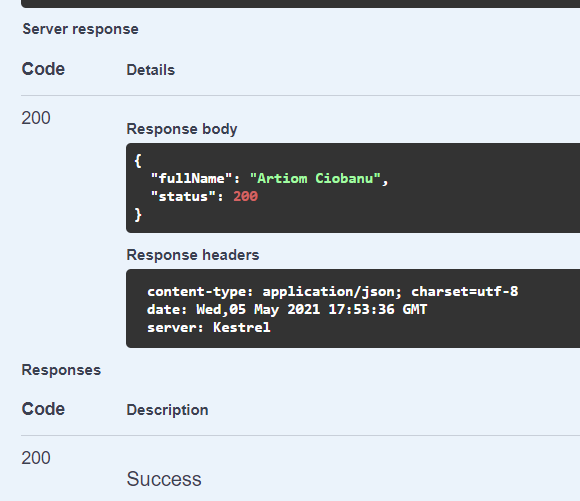 Server response
Code Details
200
Response body
{
"fullName": "Artiom Ciobanu",
"status": 200
}
Response headers
content-type: application/json; charset=utf-8
date: Wed,05 May 2021 17:53:36 GMT
server: Kestrel
Responses
Code Description
200
Success